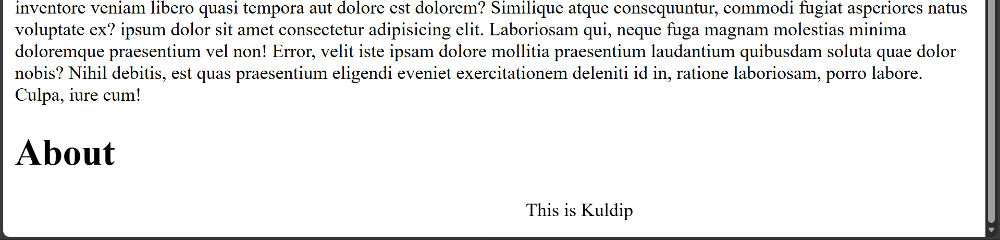 inventore veniam libero quasi tempora aut dolore est dolorem? Similique atque consequuntur, commodi fugiat asperiores natus
voluptate ex? ipsum dolor sit amet consectetur adipisicing elit. Laboriosam qui, neque fuga magnam molestias minima
doloremque praesentium vel non! Error, velit iste ipsam dolore mollitia praesentium laudantium quibusdam soluta quae dolor
nobis? Nihil debitis, est quas praesentium eligendi eveniet exercitationem deleniti id in, ratione laboriosam, porro labore.
Culpa, iure cum!
About
This is Kuldip